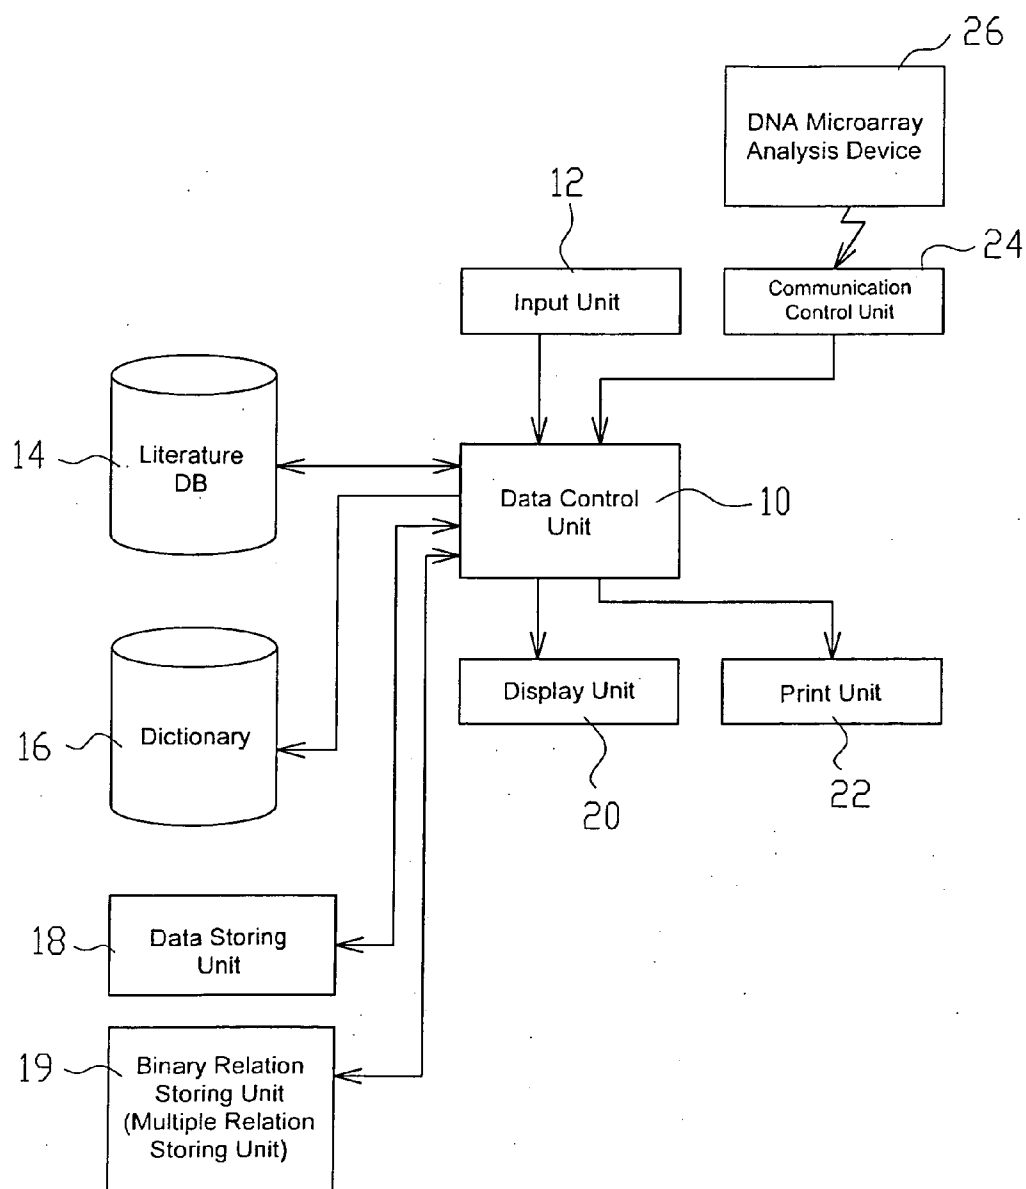 26
DNA Microarray
Analysis Device
12
24
Input Unit
Communication
Control Unit
14
Literature
DB
Data Control
Unit
10
16
Dictionary
Display Unit
Print Unit
20
22
18
Data Storing
Unit
19
Binary Relation
Storing Unit
(Multiple Relation
Storing Unit)